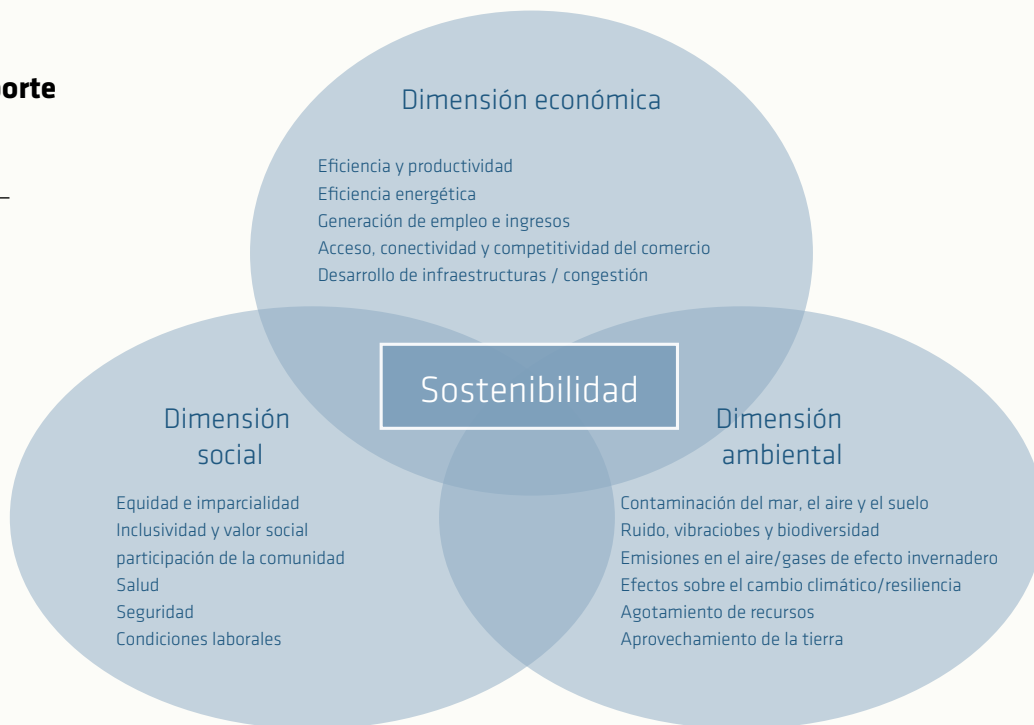 porte
Dimensión económica
Eficiencia y productividad
Eficiencia energética
Generación de empleo e ingresos
Acceso, conectividad y competitividad del comercio
Desarrollo de infraestructuras / congestión
Sostenibilidad
Dimensión
social
Equidad e imparcialidad
Inclusividad y valor social
participación de la comunidad
Salud
Seguridad
Condiciones laborales
Dimensión
ambiental
Contaminación del mar, el aire y el suelo
Ruido, vibraciobes y biodiversidad
Emisiones en el aire/gases de efecto invernadero
Efectos sobre el cambio climático/resiliencia
Agotamiento de recursos
Aprovechamiento de la tierra